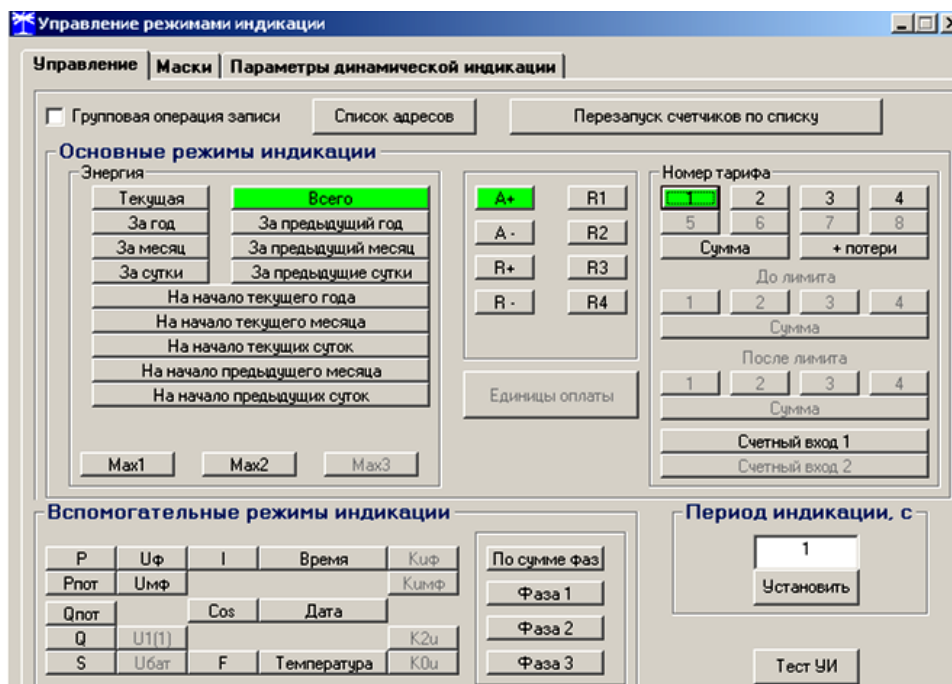 Управление режимами индикации
Управление Маски Параметры динамической индикации
Групповая операция записи Список адресов Перезапуск счетчиков по списку
Основные режимы индикации
Энергия
Текущая Всего
За год За предыдущий год
За месяц За предыдущий месяц
За сутки За предыдущие сутки
На начало текущего года
На начало текущего месяца
На начало текущих суток
На начало предыдущего месяца
На начало предыдущих суток
Max1 Max2 Max3
A+ R1
A - R2
R+ R3
R - R4
Единицы оплаты
Номер тарифа
1 2 3 4
5 6 7 8
Сумма + потери
До лимита
1 2 3 4
Сумма
После лимита
1 2 3 4
Сумма
Счетный вход 1
Счетный вход 2
Вспомогательные режимы индикации
P Uф I Время Kuф
Pпот Uмф Kuмф
Qпот Cos Дата
Q U1(1) K2u
S Uбат F Температура K0u
По сумме фаз
Фаза 1
Фаза 2
Фаза 3
Период индикации, с
1
Установить
Тест УИ